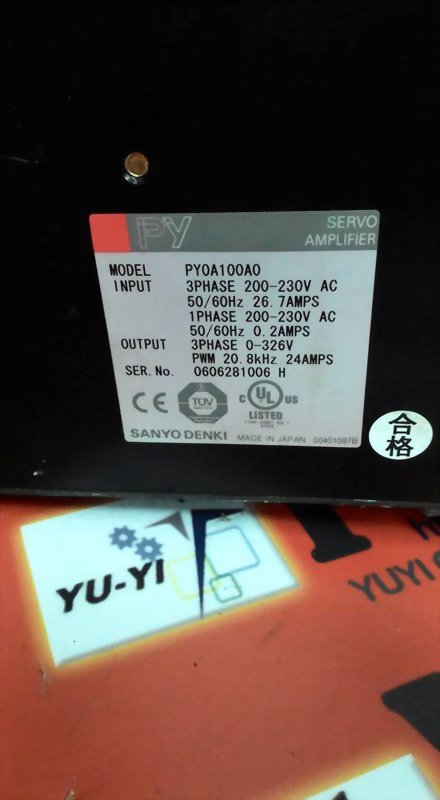 PY
SERVO
AMPLIFIER
MODEL PY0A100A0
INPUT 3PHASE 200-230V AC
50/60Hz 26.7AMPS
1PHASE 200-230V AC
50/60Hz 0.2AMPS
OUTPUT 3PHASE 0-326V
PWM 20.8kHz 24AMPS
SER.No. 0606281006 H
CE
TÜV
C UL US
LISTED
SANYO DENKI MADE IN JAPAN 00401087B
合格
YU-YI
YUYI